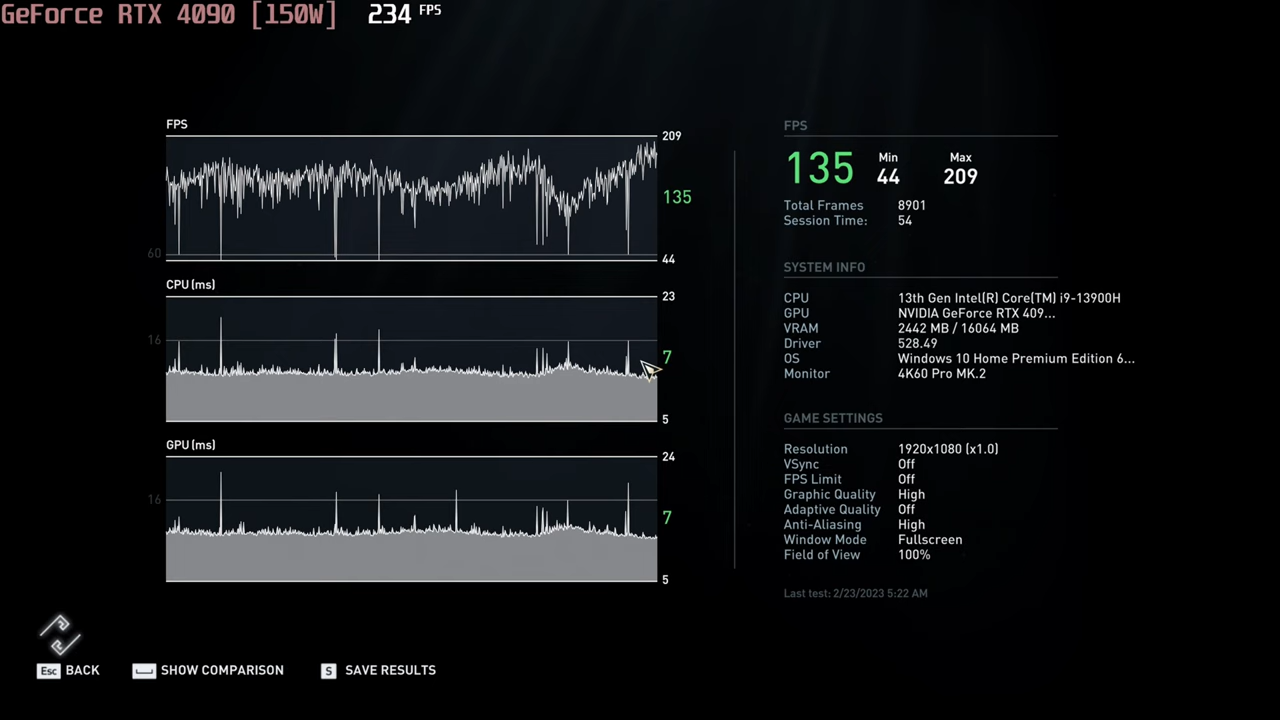 GeForce RTX 4090 [150W] 234 FPS
FPS
209
135
60
44
CPU (ms)
23
16
7
5
GPU (ms)
24
16
7
5
FPS
135
Min
44
Max
209
Total Frames 8901
Session Time: 54
SYSTEM INFO
CPU 13th Gen Intel(R) Core(TM) i9-13900H
GPU NVIDIA GeForce RTX 409...
VRAM 2442 MB / 16064 MB
Driver 528.49
OS Windows 10 Home Premium Edition 6...
Monitor 4K60 Pro MK.2
GAME SETTINGS
Resolution 1920x1080 (x1.0)
VSync Off
FPS Limit Off
Graphic Quality High
Adaptive Quality Off
Anti-Aliasing High
Window Mode Fullscreen
Field of View 100%
Last test: 2/23/2023 5:22 AM
Esc BACK SHOW COMPARISON S SAVE RESULTS